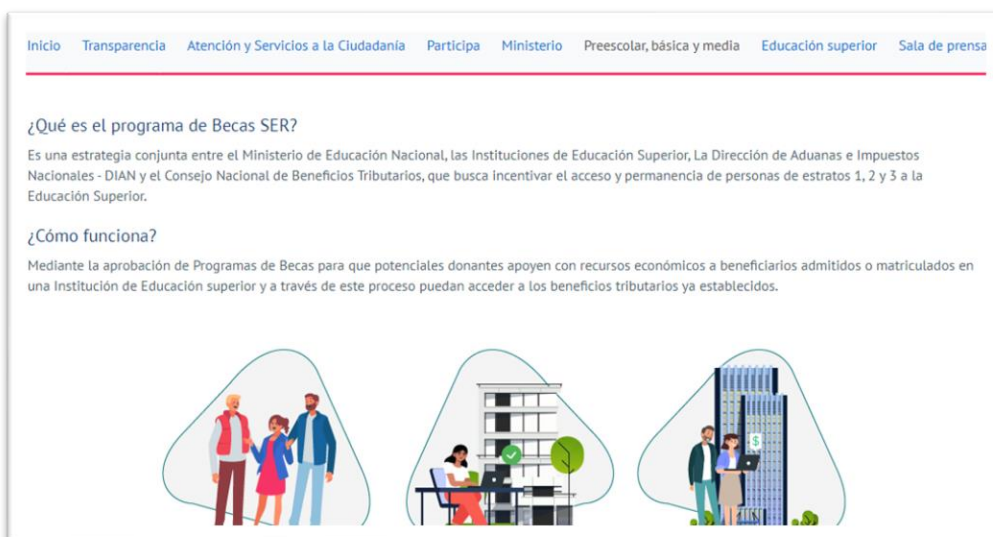 Inicio Transparencia Atención y Servicios a la Ciudadanía Participa Ministerio Preescolar, básica y media Educación superior Sala de prensa
¿Qué es el programa de Becas SER?
Es una estrategia conjunta entre el Ministerio de Educación Nacional, las Instituciones de Educación Superior, La Dirección de Aduanas e Impuestos
Nacionales - DIAN y el Consejo Nacional de Beneficios Tributarios, que busca incentivar el acceso y permanencia de personas de estratos 1, 2 y 3 a la
Educación Superior.
¿Cómo funciona?
Mediante la aprobación de Programas de Becas para que potenciales donantes apoyen con recursos económicos a beneficiarios admitidos o matriculados en
una Institución de Educación superior y a través de este proceso puedan acceder a los beneficios tributarios ya establecidos.
$